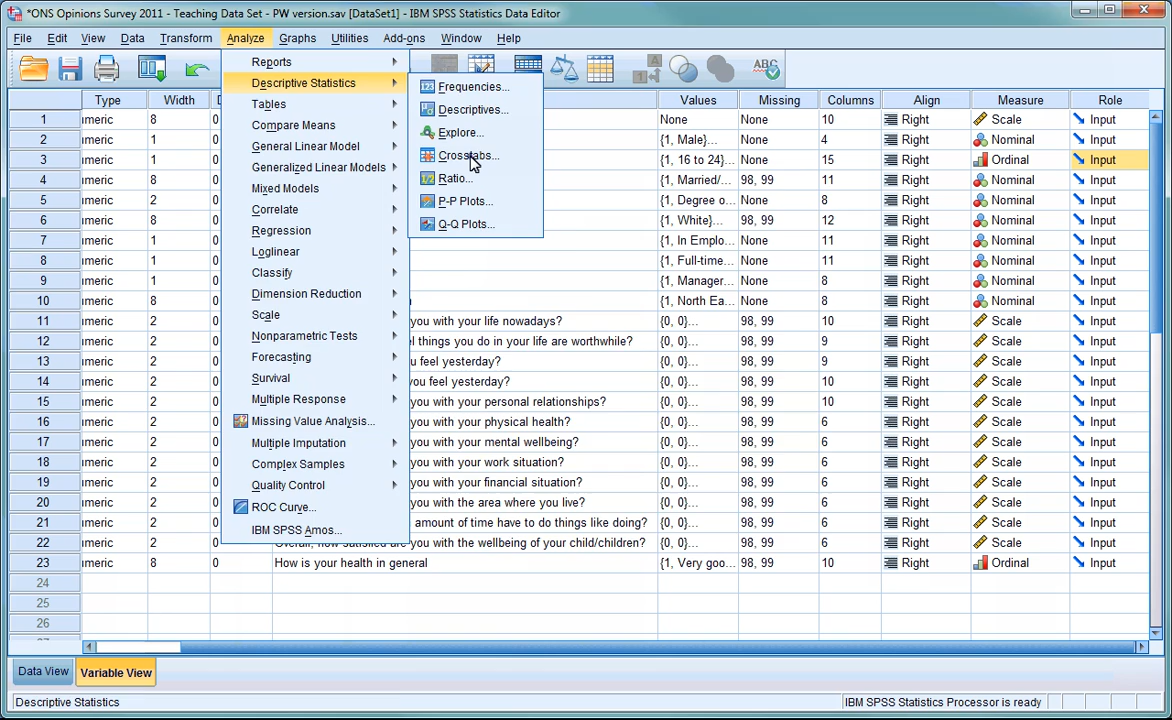 *ONS Opinions Survey 2011 - Teaching Data Set - PW version.sav [DataSet1] - IBM SPSS Statistics Data Editor
File Edit View Data Transform Analyze Graphs Utilities Add-ons Window Help
Reports
Descriptive Statistics
Tables
Compare Means
General Linear Model
Generalized Linear Models
Mixed Models
Correlate
Regression
Loglinear
Classify
Dimension Reduction
Scale
Nonparametric Tests
Forecasting
Survival
Multiple Response
Missing Value Analysis...
Multiple Imputation
Complex Samples
Quality Control
ROC Curve...
IBM SPSS Amos...
Frequencies...
Descriptives...
Explore...
Crosstabs...
Ratio...
P-P Plots...
Q-Q Plots...
Type Width Values Missing Columns Align Measure Role
1 umeric 8 0 None None 10 Right Scale Input
2 umeric 1 0 {1, Male}... None 4 Right Nominal Input
3 umeric 1 0 {1, 16 to 24}... None 15 Right Ordinal Input
4 umeric 8 0 {1, Married/... 98, 99 11 Right Nominal Input
5 umeric 2 0 {1, Degree o... None 8 Right Nominal Input
6 umeric 8 0 {1, White}... 98, 99 12 Right Nominal Input
7 umeric 1 0 {1, In Emplo... None 11 Right Nominal Input
8 umeric 1 0 {1, Full-time... None 11 Right Nominal Input
9 umeric 1 0 {1, Manager... None 8 Right Nominal Input
10 umeric 8 0 {1, North Ea... None 8 Right Nominal Input
11 umeric 2 0 you with your life nowadays? {0, 0}... 98, 99 10 Right Scale Input
12 umeric 2 0 el things you do in your life are worthwhile? {0, 0}... 98, 99 9 Right Scale Input
13 umeric 2 0 u feel yesterday? {0, 0}... 98, 99 9 Right Scale Input
14 umeric 2 0 you feel yesterday? {0, 0}... 98, 99 10 Right Scale Input
15 umeric 2 0 you with your personal relationships? {0, 0}... 98, 99 10 Right Scale Input
16 umeric 2 0 you with your physical health? {0, 0}... 98, 99 6 Right Scale Input
17 umeric 2 0 you with your mental wellbeing? {0, 0}... 98, 99 6 Right Scale Input
18 umeric 2 0 you with your work situation? {0, 0}... 98, 99 6 Right Scale Input
19 umeric 2 0 you with your financial situation? {0, 0}... 98, 99 6 Right Scale Input
20 umeric 2 0 you with the area where you live? {0, 0}... 98, 99 6 Right Scale Input
21 umeric 2 0 amount of time have to do things like doing? {0, 0}... 98, 99 6 Right Scale Input
22 umeric 2 0 Overall, how satisfied are you with the wellbeing of your child/children? {0, 0}... 98, 99 6 Right Scale Input
23 umeric 8 0 How is your health in general {1, Very goo... 98, 99 10 Right Ordinal Input
24
25
26
Data View Variable View
Descriptive Statistics IBM SPSS Statistics Processor is ready